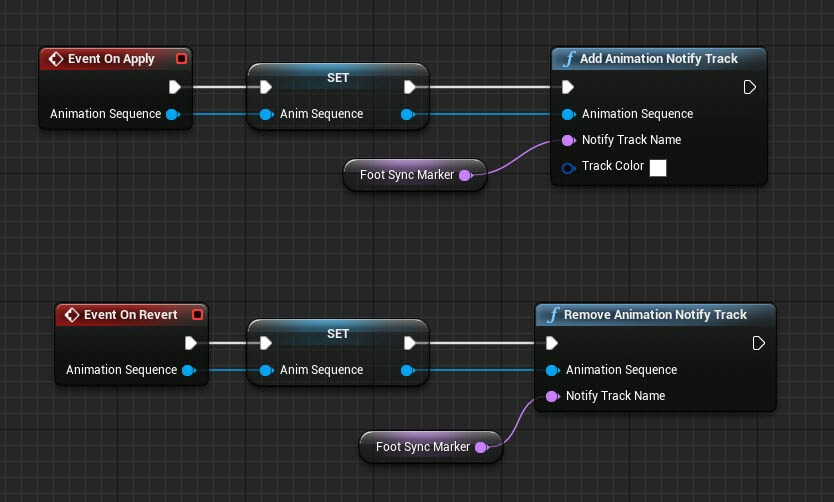 Event On Apply
SET
f Add Animation Notify Track
Animation Sequence
Anim Sequence
Animation Sequence
Notify Track Name
Foot Sync Marker
Track Color
Event On Revert
SET
f Remove Animation Notify Track
Animation Sequence
Anim Sequence
Animation Sequence
Notify Track Name
Foot Sync Marker